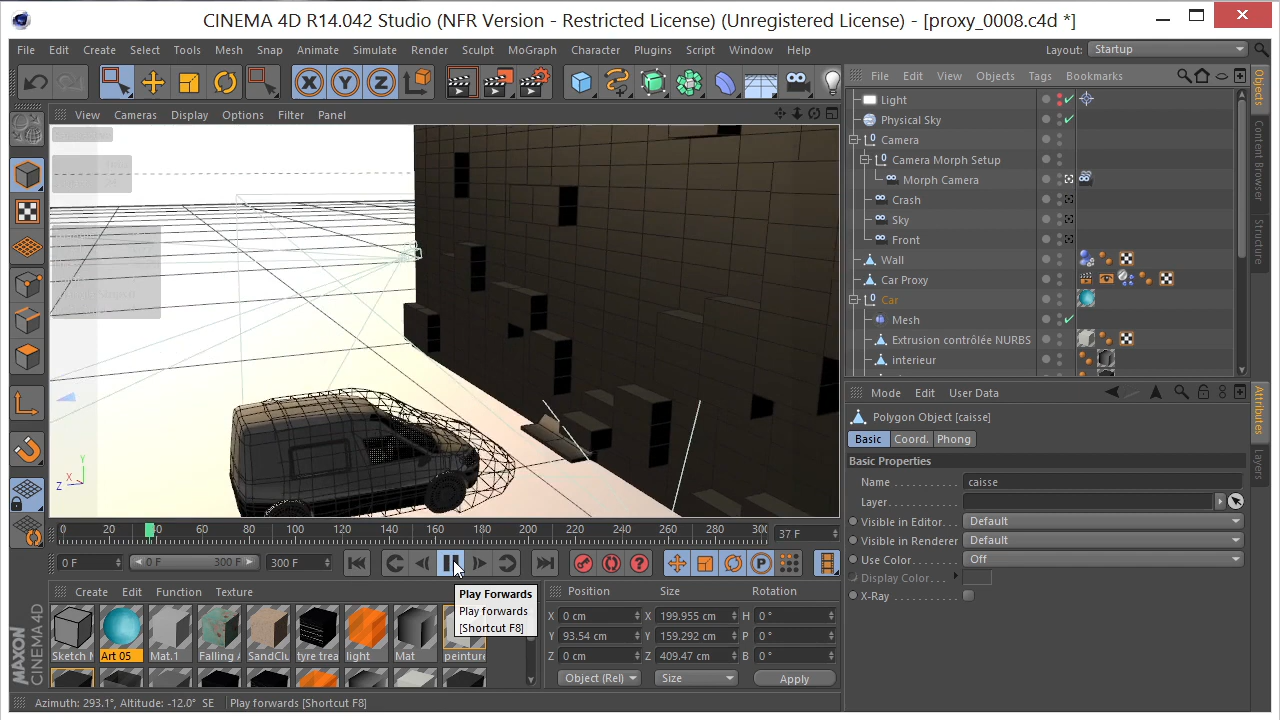 CINEMA 4D R14.042 Studio (NFR Version - Restricted License) (Unregistered License) - [proxy_0008.c4d *]
File Edit Create Select Tools Mesh Snap Animate Simulate Render Sculpt MoGraph Character Plugins Script Window Help
Layout: Startup
File Edit View Objects Tags Bookmarks
View Cameras Display Options Filter Panel
Light
Physical Sky
Camera
Camera Morph Setup
Morph Camera
Crash
Sky
Front
Wall
Car Proxy
Car
Mesh
Extrusion contrôlée NURBS
interieur
Objects
Content Browser
Structure
Mode Edit User Data
Polygon Object [caisse]
Basic Coord. Phong
Basic Properties
Name caisse
Layer
Visible in Editor Default
Visible in Renderer Default
Use Color Off
Display Color
X-Ray
Attributes
Layers
Y
X
Z
0 20 40 60 80 100 120 140 160 180 200 220 240 260 280 300
37 F
0 F 0 F 300 F 300 F
Play Forwards
Play forwards
[Shortcut F8]
Create Edit Function Texture
Art 05 Mat.1 SandClu tyre trea light Mat peinture
Position Size Rotation
X 0 cm X 199.955 cm H 0 °
Y 93.54 cm Y 159.292 cm P 0 °
Z 0 cm Z 409.47 cm B 0 °
Object (Rel) Size Apply
MAXON CINEMA 4D
Azimuth: 293.1°, Altitude: -12.0° SE Play forwards [Shortcut F8]